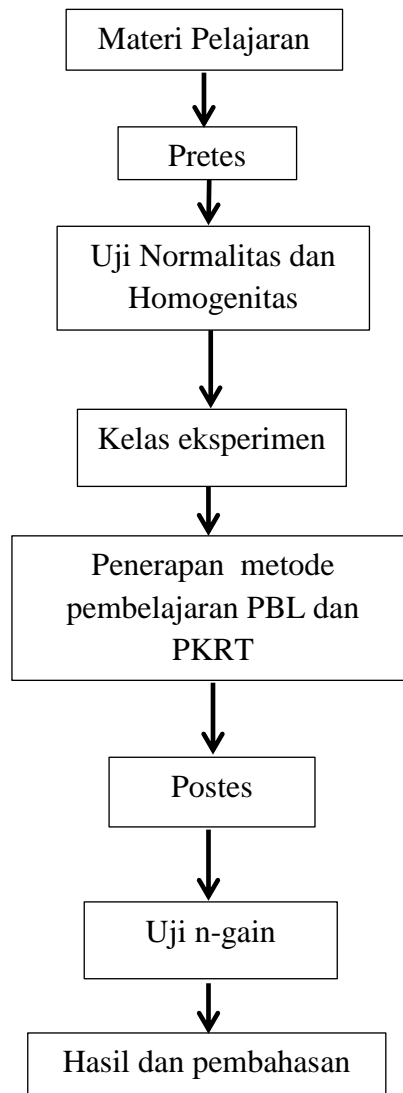 Materi Pelajaran
Pretes
Uji Normalitas dan
Homogenitas
Kelas eksperimen
Penerapan metode
pembelajaran PBL dan
PKRT
Postes
Uji n-gain
Hasil dan pembahasan